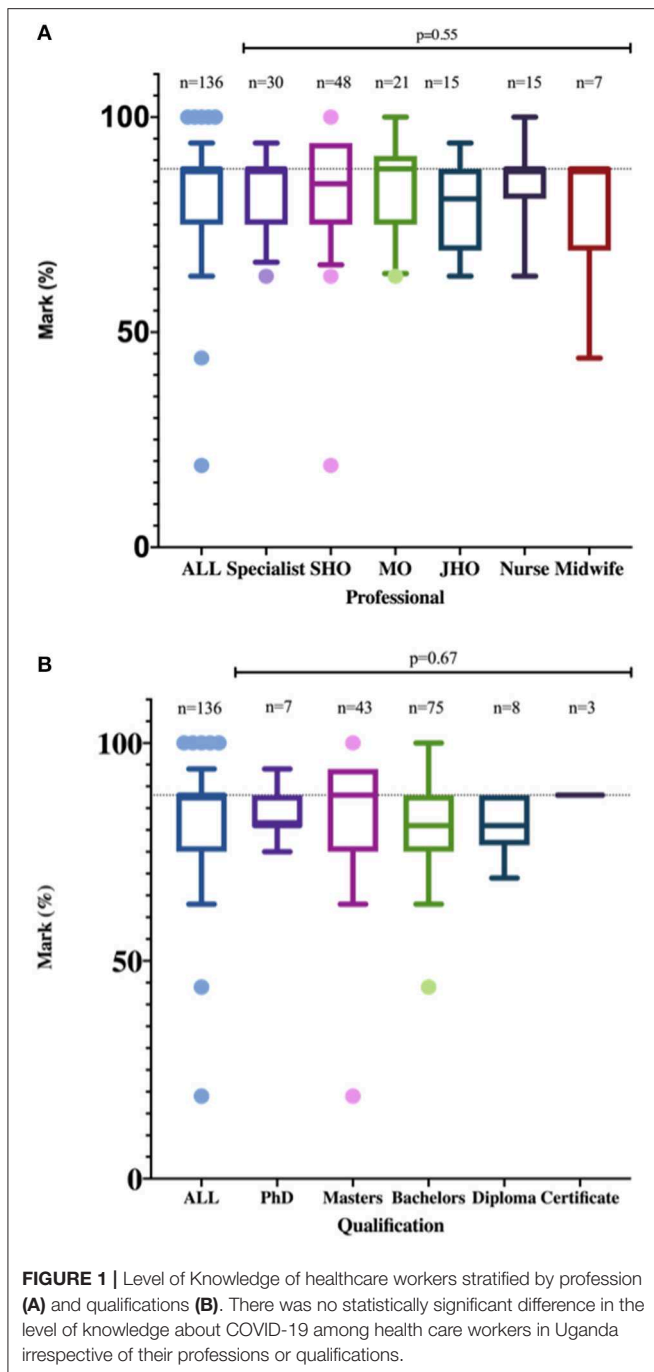 A
p=0.55
n=136 n=30 n=48 n=21 n=15 n=15 n=7
100
50
0
Mark (%)
ALL Specialist SHO MO JHO Nurse Midwife
Professional
B
p=0.67
n=136 n=7 n=43 n=75 n=8 n=3
100
50
0
Mark (%)
ALL PhD Masters Bachelors Diploma Certificate
Qualification
FIGURE 1 | Level of Knowledge of healthcare workers stratified by profession
(A) and qualifications (B). There was no statistically significant difference in the
level of knowledge about COVID-19 among health care workers in Uganda
irrespective of their professions or qualifications.